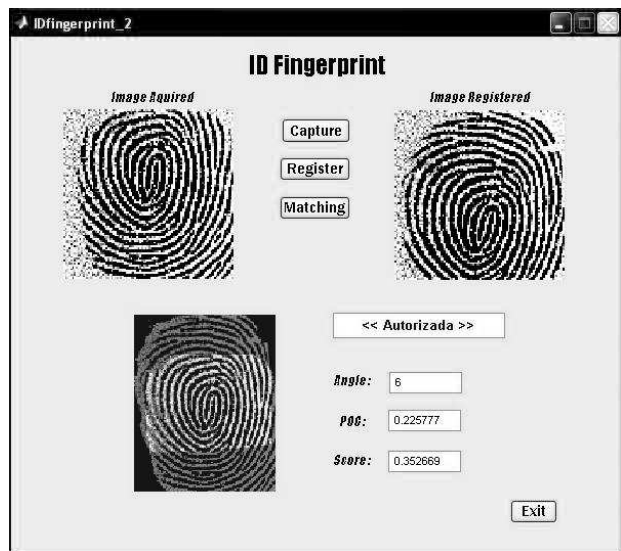 IDfingerprint_2
ID Fingerprint
Image Aquired
Image Registered
Capture
Register
Matching
<< Autorizada >>
Angle: 6
POC: 0.225777
Score: 0.352669
Exit